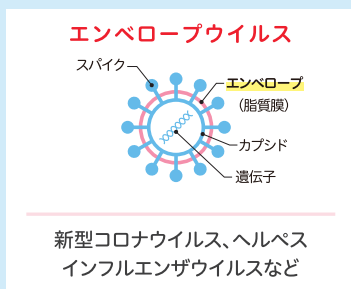 エンベロープウイルス
スパイク
エンベロープ
(脂質膜)
カプシド
遺伝子
新型コロナウイルス、ヘルペス
インフルエンザウイルスなど